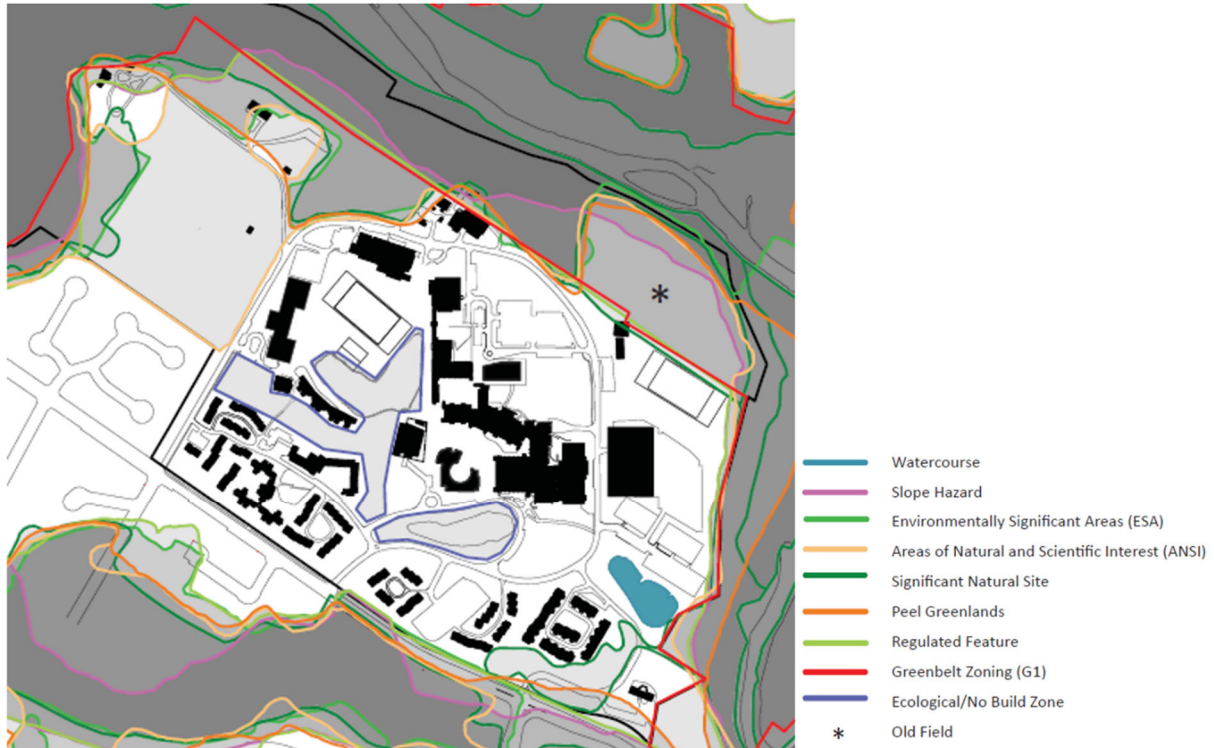 *
Watercourse
Slope Hazard
Environmentally Significant Areas (ESA)
Areas of Natural and Scientific Interest (ANSI)
Significant Natural Site
Peel Greenlands
Regulated Feature
Greenbelt Zoning (G1)
Ecological/No Build Zone
* Old Field